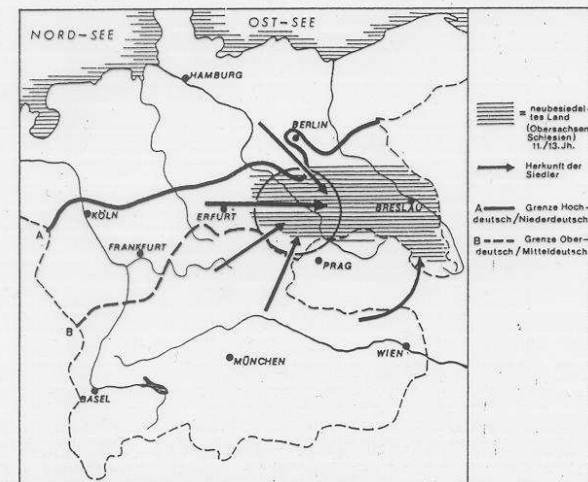 NORD-SEE
OST-SEE
HAMBURG
BERLIN
A
KÖLN
ERFURT
BRESLAU
FRANKFURT
PRAG
B
MÜNCHEN
WIEN
BASEL
= neubesiedel-
tes Land
(Obersachsen
Schlesien)
11./13.Jh.
Herkunft der
Siedler
A Grenze Hoch-
deutsch/Niederdeutsch
B Grenze Ober-
deutsch/Mitteldeutsch